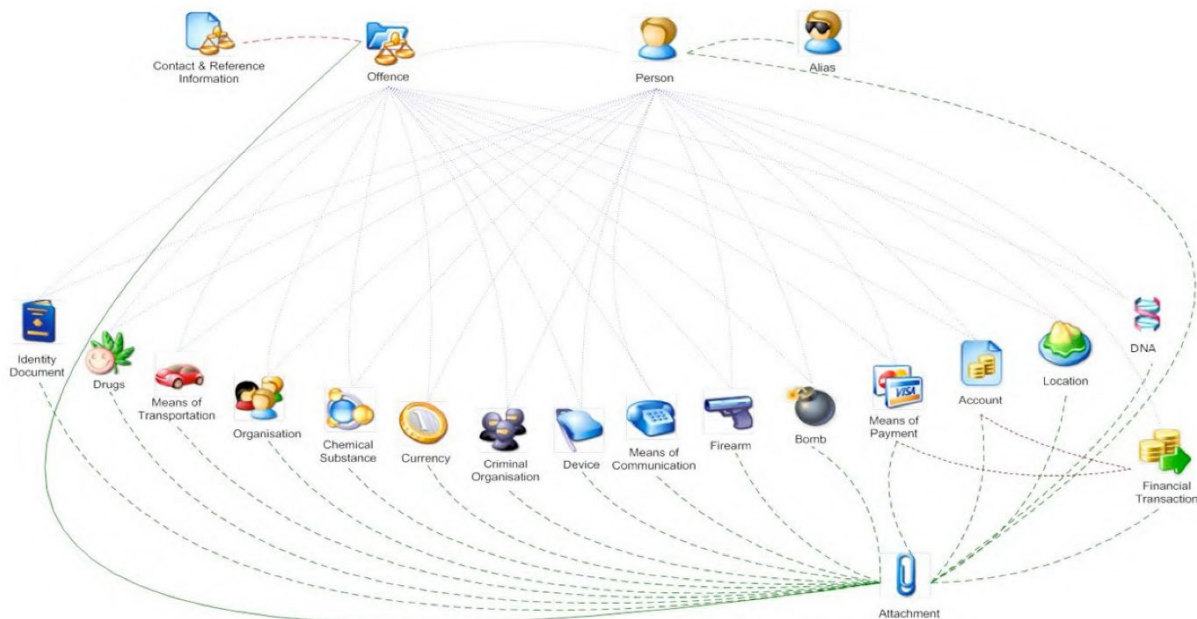 Contact & Reference
Information
Offence
Person
Alias
Identity
Document
Drugs
Means of
Transportation
Organisation
Chemical
Substance
Currency
Criminal
Organisation
Device
Means of
Communication
Firearm
Bomb
VISA
Means of
Payment
Account
Location
DNA
Financial
Transaction
Attachment